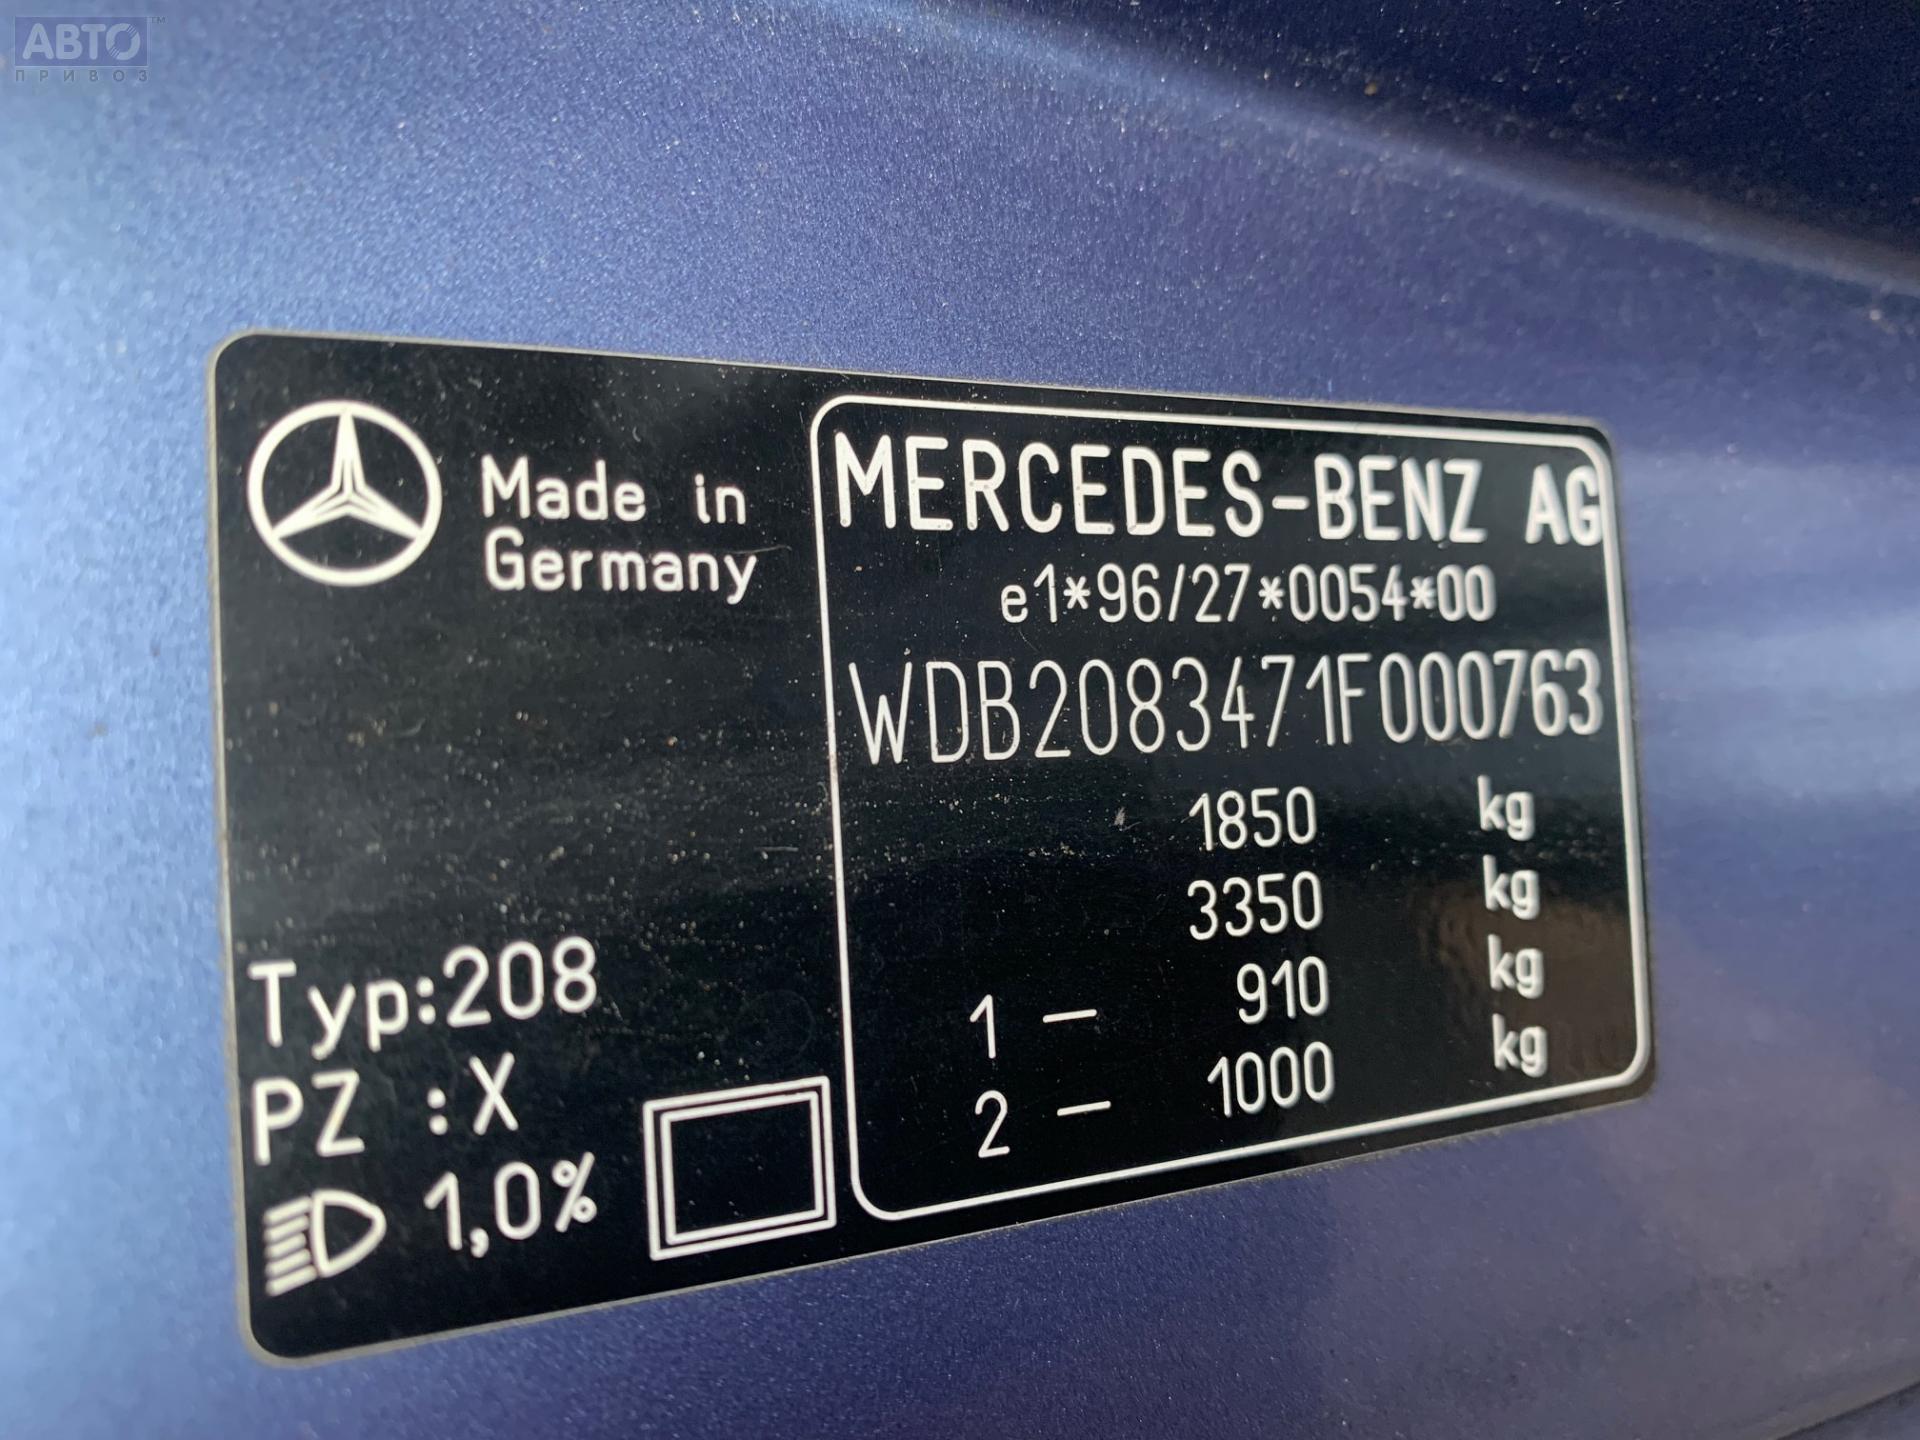 АВТО™
ПРИВОЗ
Made in
Germany
Typ:208
PZ :X
1,0%
MERCEDES-BENZ AG
e1*96/27*0054*00
WDB2083471F000763
1850 kg
3350 kg
1 — 910 kg
2 — 1000 kg